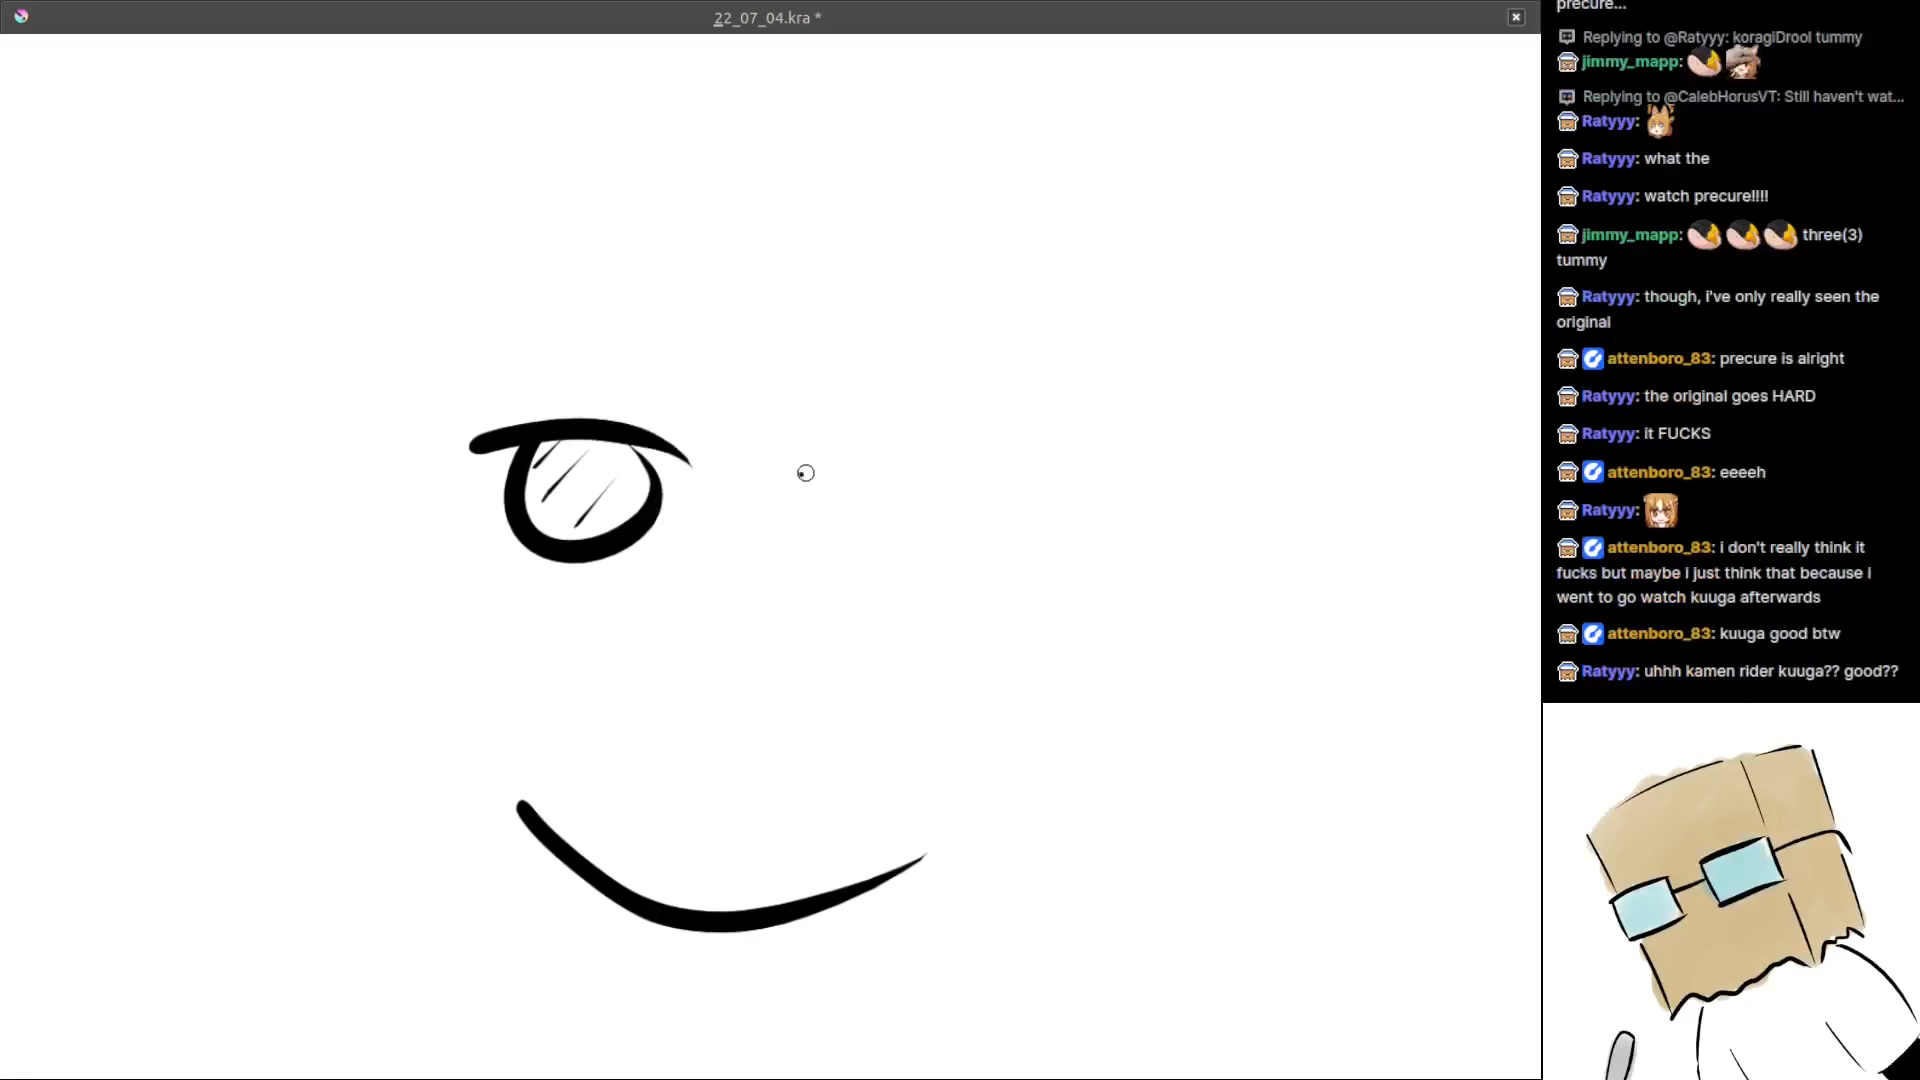 22_07_04.kra *
precure...
Replying to @Ratyyy: koragiDrool tummy
jimmy_mapp:
Replying to @CalebHorusVT: Still haven't wat...
Ratyyy:
Ratyyy: what the
Ratyyy: watch precure!!!!
jimmy_mapp: three(3)
tummy
Ratyyy: though, i've only really seen the
original
attenboro_83: precure is alright
Ratyyy: the original goes HARD
Ratyyy: it FUCKS
attenboro_83: eeeeh
Ratyyy:
attenboro_83: i don't really think it
fucks but maybe i just think that because i
went to go watch kuuga afterwards
attenboro_83: kuuga good btw
Ratyyy: uhhh kamen rider kuuga?? good??